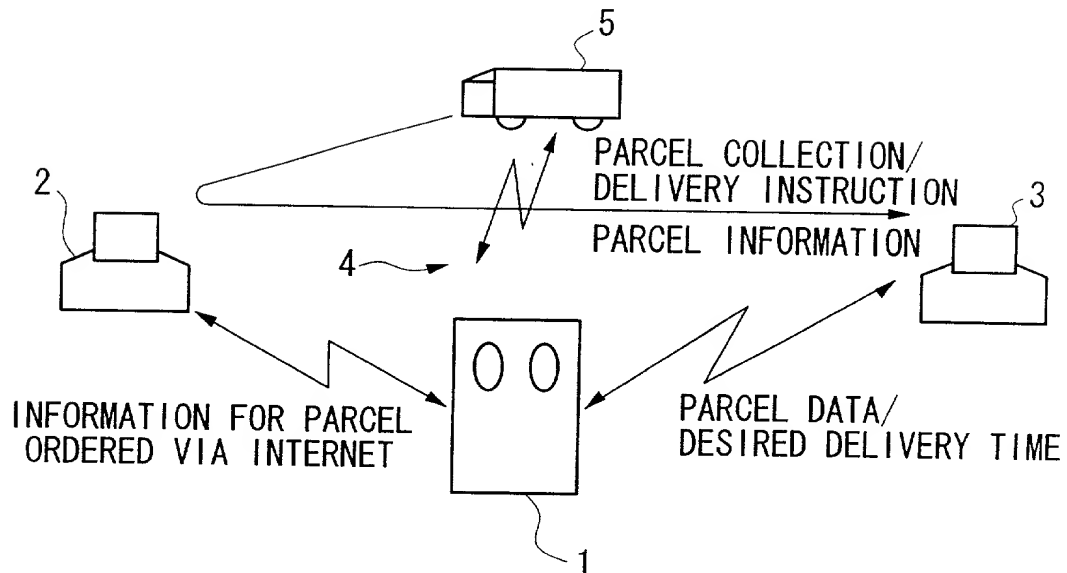 5
PARCEL COLLECTION/
DELIVERY INSTRUCTION
2
3
PARCEL INFORMATION
4
INFORMATION FOR PARCEL
ORDERED VIA INTERNET
PARCEL DATA/
DESIRED DELIVERY TIME
1